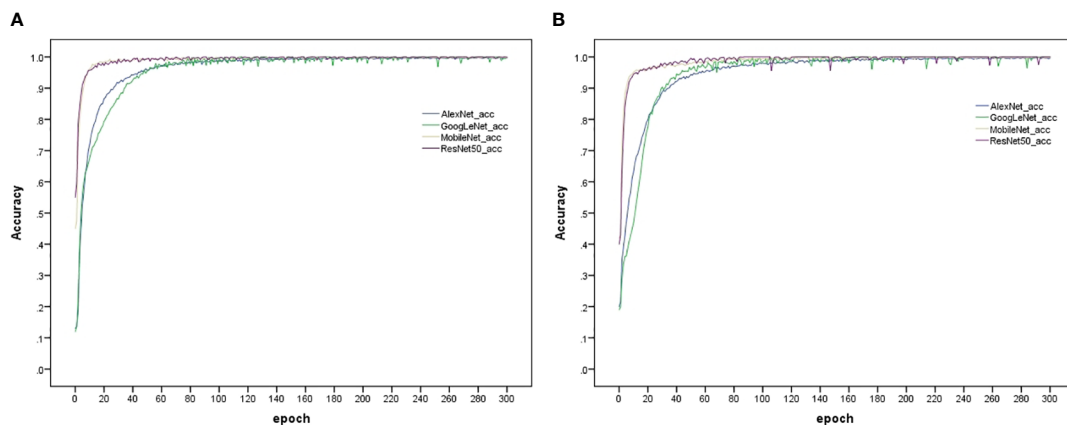 A
Accuracy
1.0
.9
.8
.7
.6
.5
.4
.3
.2
.1
.0
AlexNet_acc
GoogLeNet_acc
MobileNet_acc
ResNet50_acc
0 20 40 60 80 100 120 140 160 180 200 220 240 260 280 300
epoch
B
Accuracy
1.0
.9
.8
.7
.6
.5
.4
.3
.2
.1
.0
AlexNet_acc
GoogLeNet_acc
MobileNet_acc
ResNet50_acc
0 20 40 60 80 100 120 140 160 180 200 220 240 260 280 300
epoch